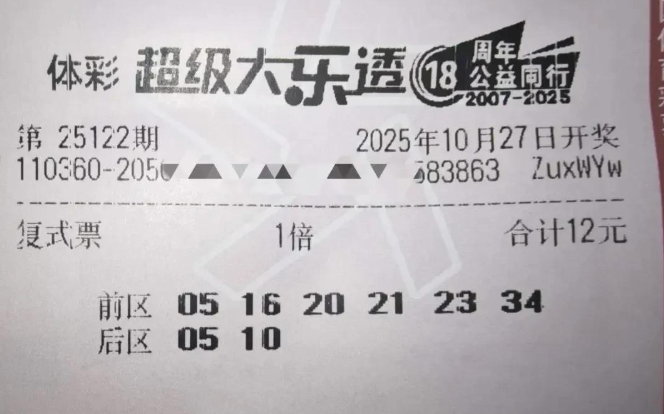 体彩 超级大乐透 18 周年 公益同行 2007-2025
第 25122期 2025年10月27日开奖
110360-205 583863 ZuxWYw
复式票 1倍 合计12元
前区 05 16 20 21 23 34
后区 05 10